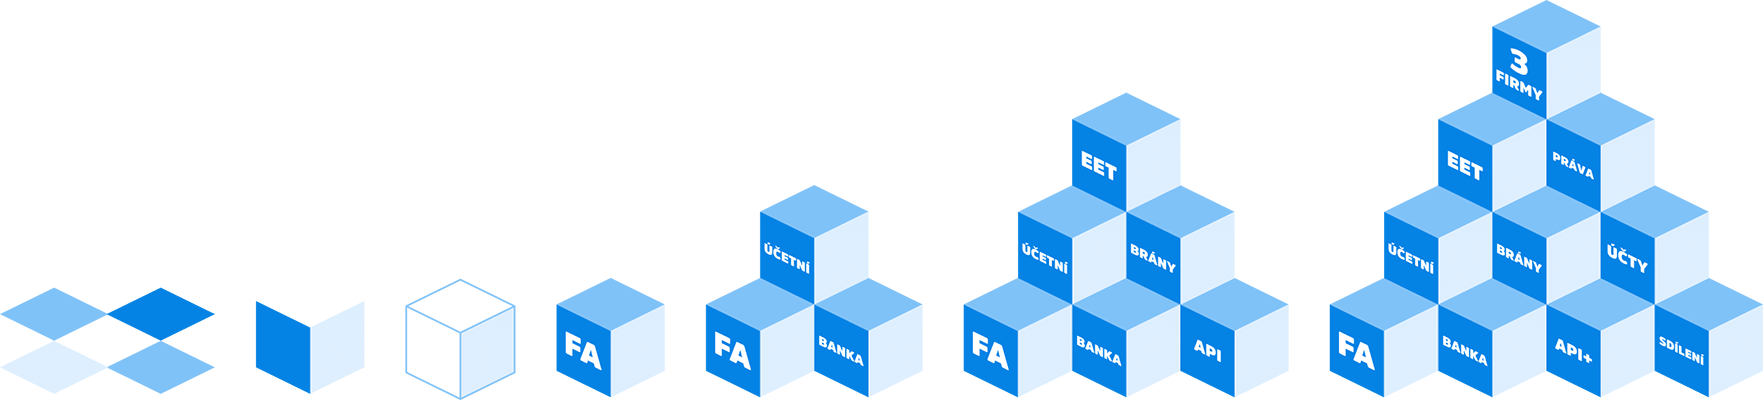 FA
ÚČETNÍ
FA
BANKA
EET
ÚČETNÍ
BRÁNY
FA
BANKA
API
3
FIRMY
EET
PRÁVA
ÚČETNÍ
BRÁNY
ÚČTY
FA
BANKA
API+
SDÍLENÍ